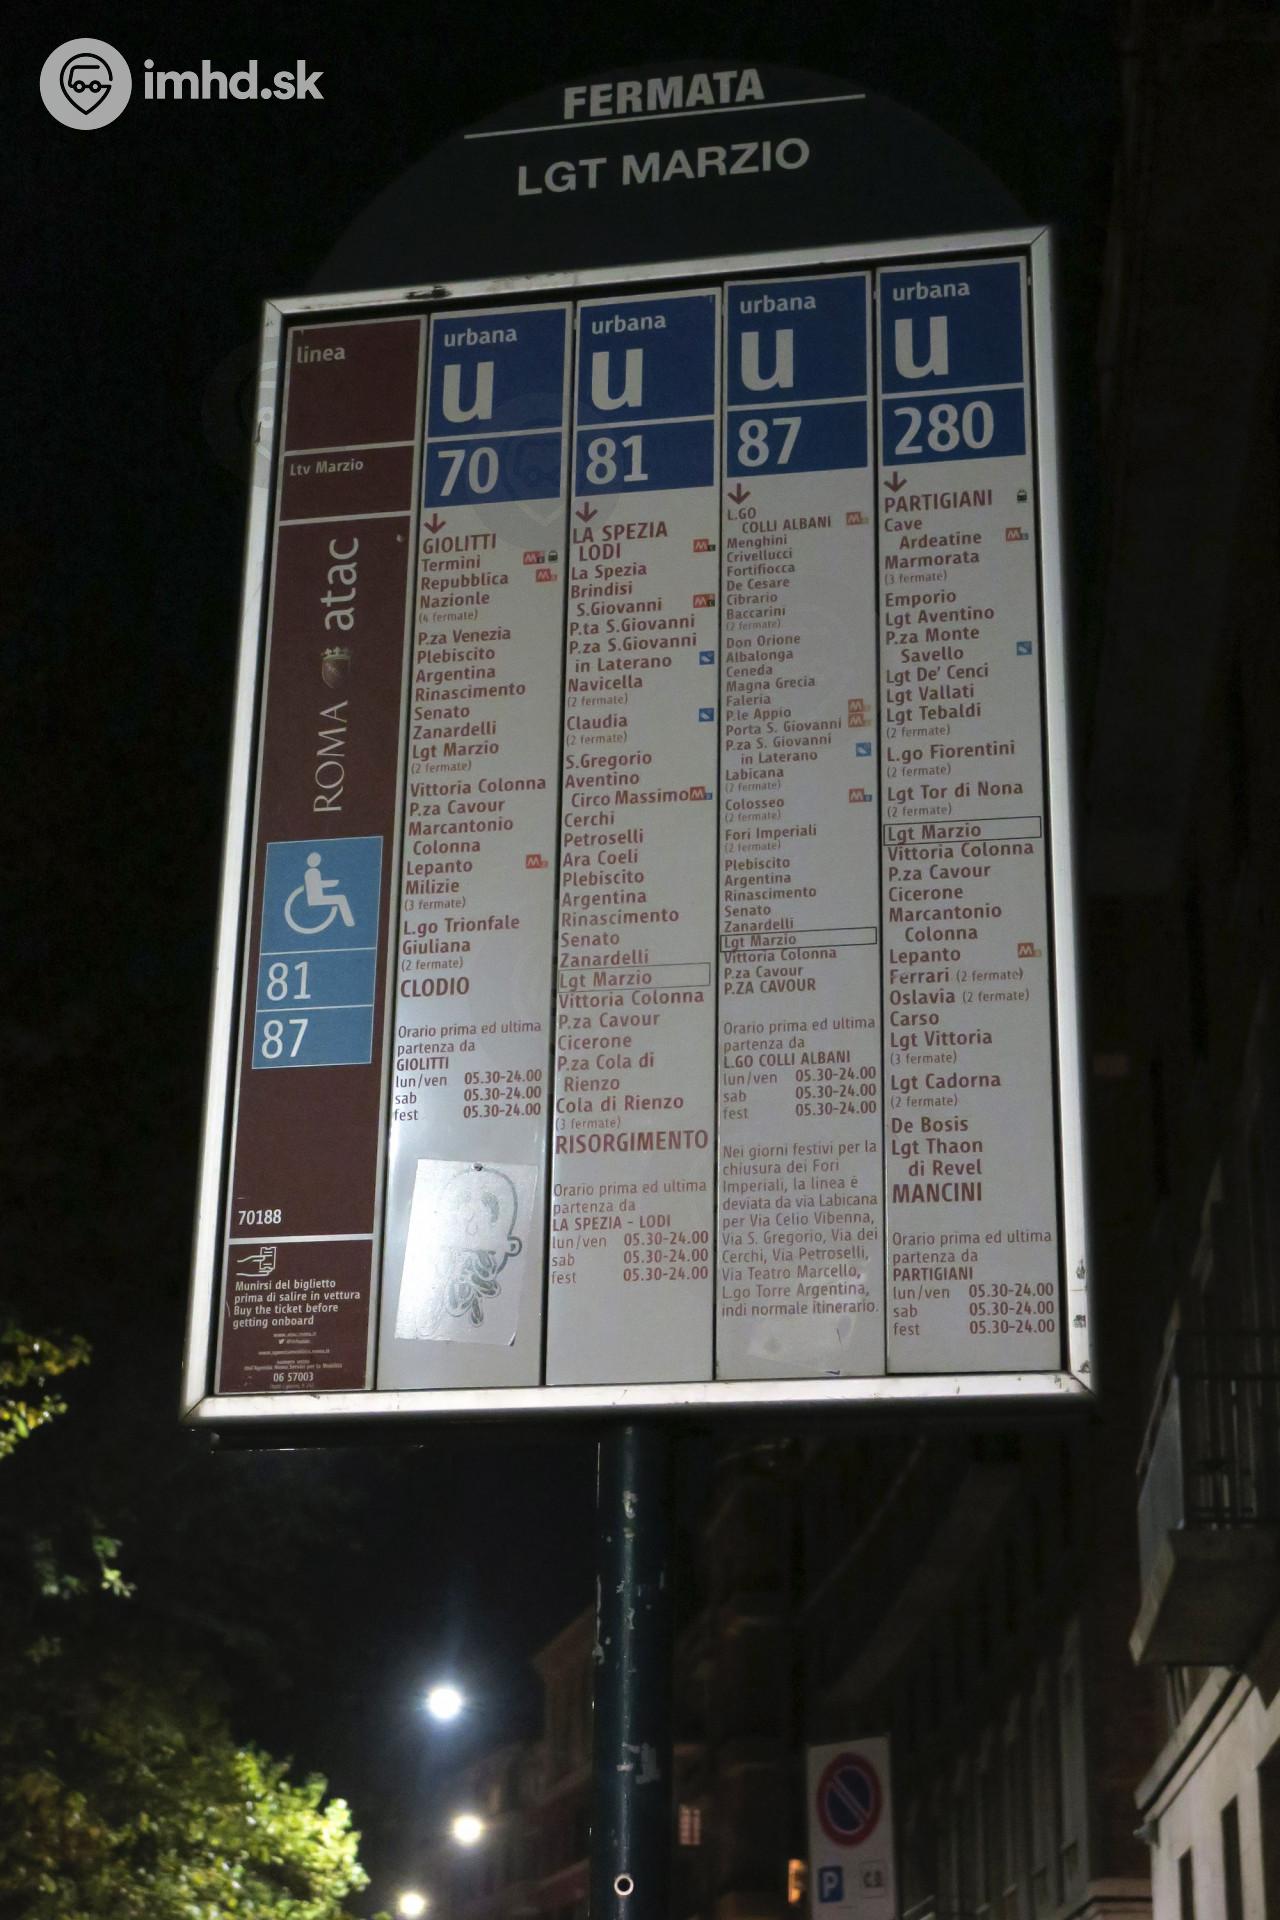 imhd.sk
FERMATA
LGT MARZIO
linea
Ltv Marzio
ROMA atac
81
87
70188
Munirsi del biglietto
prima di salire in vettura
Buy the ticket before
getting onboard
06 57003
urbana
u
70
GIOLITTI
Termini
Repubblica
Nazionle
(4 fermate)
P.za Venezia
Plebiscito
Argentina
Rinascimento
Senato
Zanardelli
Lgt Marzio
(2 fermate)
Vittoria Colonna
P.za Cavour
Marcantonio
Colonna
Lepanto
Milizie
(3 fermate)
L.go Trionfale
Giuliana
(2 fermate)
CLODIO
Orario prima ed ultima
partenza da
GIOLITTI
lun/ven 05.30-24.00
sab 05.30-24.00
fest 05.30-24.00
urbana
u
81
LA SPEZIA
LODI
La Spezia
Brindisi
S.Giovanni
P.ta S.Giovanni
P.za S.Giovanni
in Laterano
Navicella
(2 fermate)
Claudia
(2 fermate)
S.Gregorio
Aventino
Circo Massimo
Cerchi
Petroselli
Ara Coeli
Plebiscito
Argentina
Rinascimento
Senato
Zanardelli
Lgt Marzio
Vittoria Colonna
P.za Cavour
Cicerone
P.za Cola di
Rienzo
Cola di Rienzo
(3 fermate)
RISORGIMENTO
Orario prima ed ultima
partenza da
LA SPEZIA - LODI
lun/ven 05.30-24.00
sab 05.30-24.00
fest 05.30-24.00
urbana
u
87
L.GO
COLLI ALBANI
Menghini
Crivellucci
Fortifiocca
De Cesare
Cibrario
Baccarini
(2 fermate)
Don Orione
Albalonga
Ceneda
Magna Grecia
Faleria
P.le Appio
Porta S. Giovanni
P.za S. Giovanni
in Laterano
Labicana
(2 fermate)
Colosseo
(2 fermate)
Fori Imperiali
(2 fermate)
Plebiscito
Argentina
Rinascimento
Senato
Zanardelli
Lgt Marzio
Vittoria Colonna
P.za Cavour
P.ZA CAVOUR
Orario prima ed ultima
partenza da
L.GO COLLI ALBANI
lun/ven 05.30-24.00
sab 05.30-24.00
fest 05.30-24.00
Nei giorni festivi per la
chiusura dei Fori
Imperiali, la linea è
deviata da via Labicana
per Via Celio Vibenna,
Via S. Gregorio, Via dei
Cerchi, Via Petroselli,
Via Teatro Marcello,
L.go Torre Argentina,
indi normale itinerario.
urbana
u
280
PARTIGIANI
Cave
Ardeatine
Marmorata
(3 fermate)
Emporio
Lgt Aventino
P.za Monte
Savello
Lgt De' Cenci
Lgt Vallati
Lgt Tebaldi
(2 fermate)
L.go Fiorentini
(2 fermate)
Lgt Tor di Nona
(2 fermate)
Lgt Marzio
Vittoria Colonna
P.za Cavour
Cicerone
Marcantonio
Colonna
Lepanto
Ferrari (2 fermate)
Oslavia (2 fermate)
Carso
Lgt Vittoria
(3 fermate)
Lgt Cadorna
(2 fermate)
De Bosis
Lgt Thaon
di Revel
MANCINI
Orario prima ed ultima
partenza da
PARTIGIANI
lun/ven 05.30-24.00
sab 05.30-24.00
fest 05.30-24.00
P